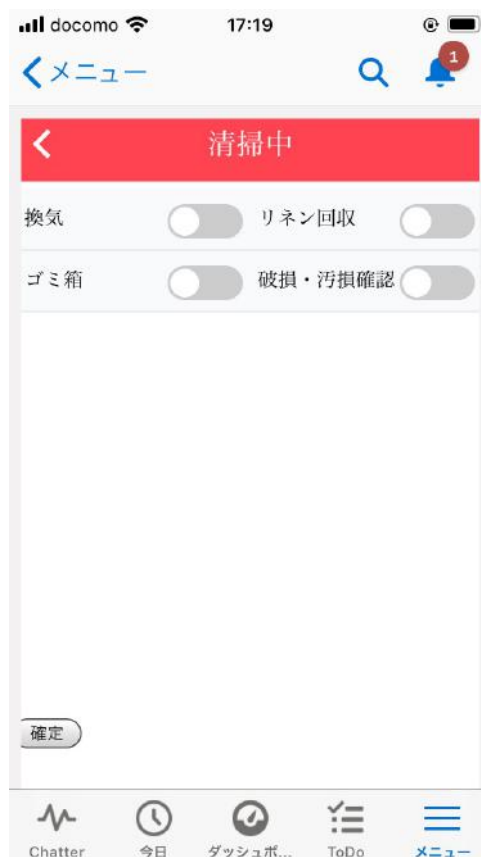 docomo 17:19
メニュー 1
清掃中
換気 リネン回収
ゴミ箱 破損・汚損確認
確定
Chatter 今日 ダッシュボ... ToDo メニュー